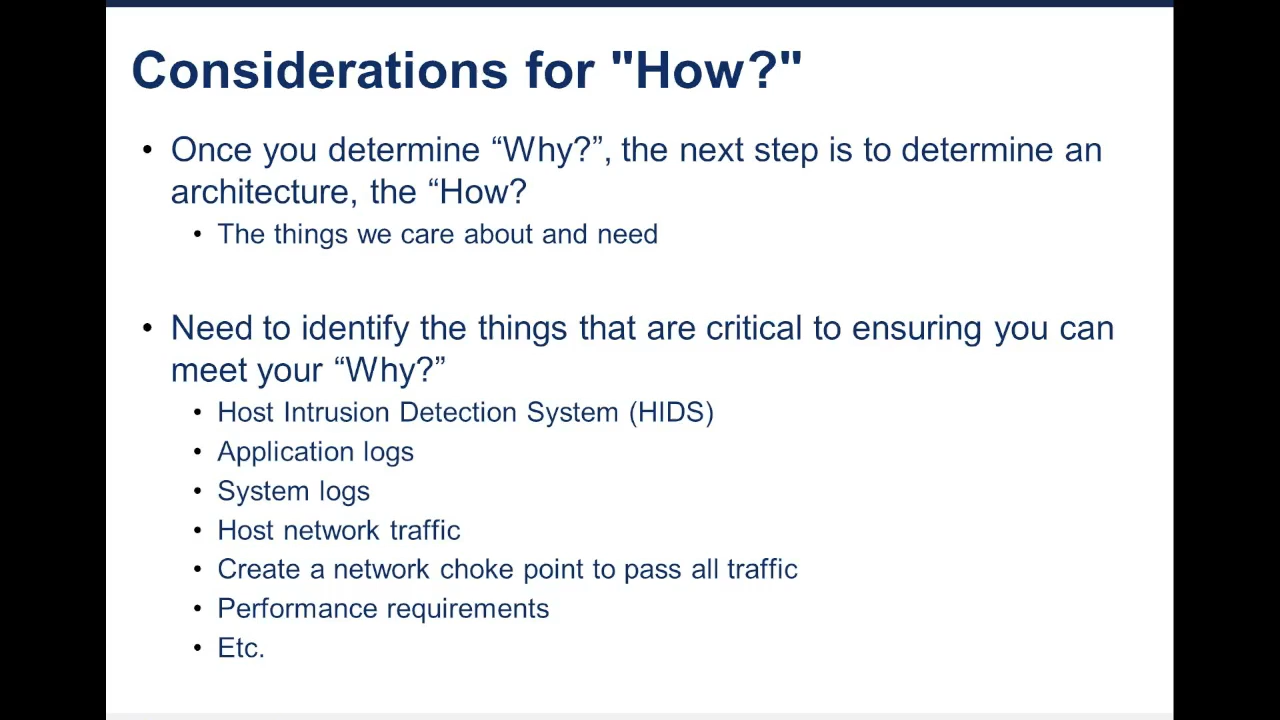 Considerations for "How?"
• Once you determine “Why?”, the next step is to determine an
architecture, the “How?
• The things we care about and need
• Need to identify the things that are critical to ensuring you can
meet your “Why?”
• Host Intrusion Detection System (HIDS)
• Application logs
• System logs
• Host network traffic
• Create a network choke point to pass all traffic
• Performance requirements
• Etc.